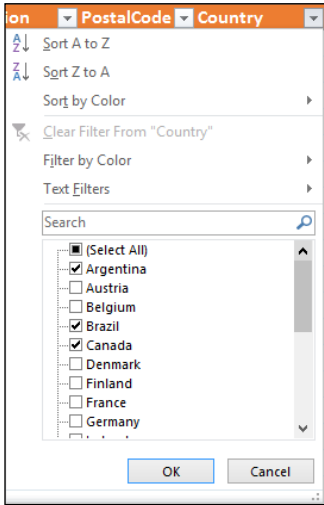 ion PostalCode Country
Sort A to Z
Sort Z to A
Sort by Color
Clear Filter From "Country"
Filter by Color
Text Filters
Search
(Select All)
Argentina
Austria
Belgium
Brazil
Canada
Denmark
Finland
France
Germany
OK Cancel